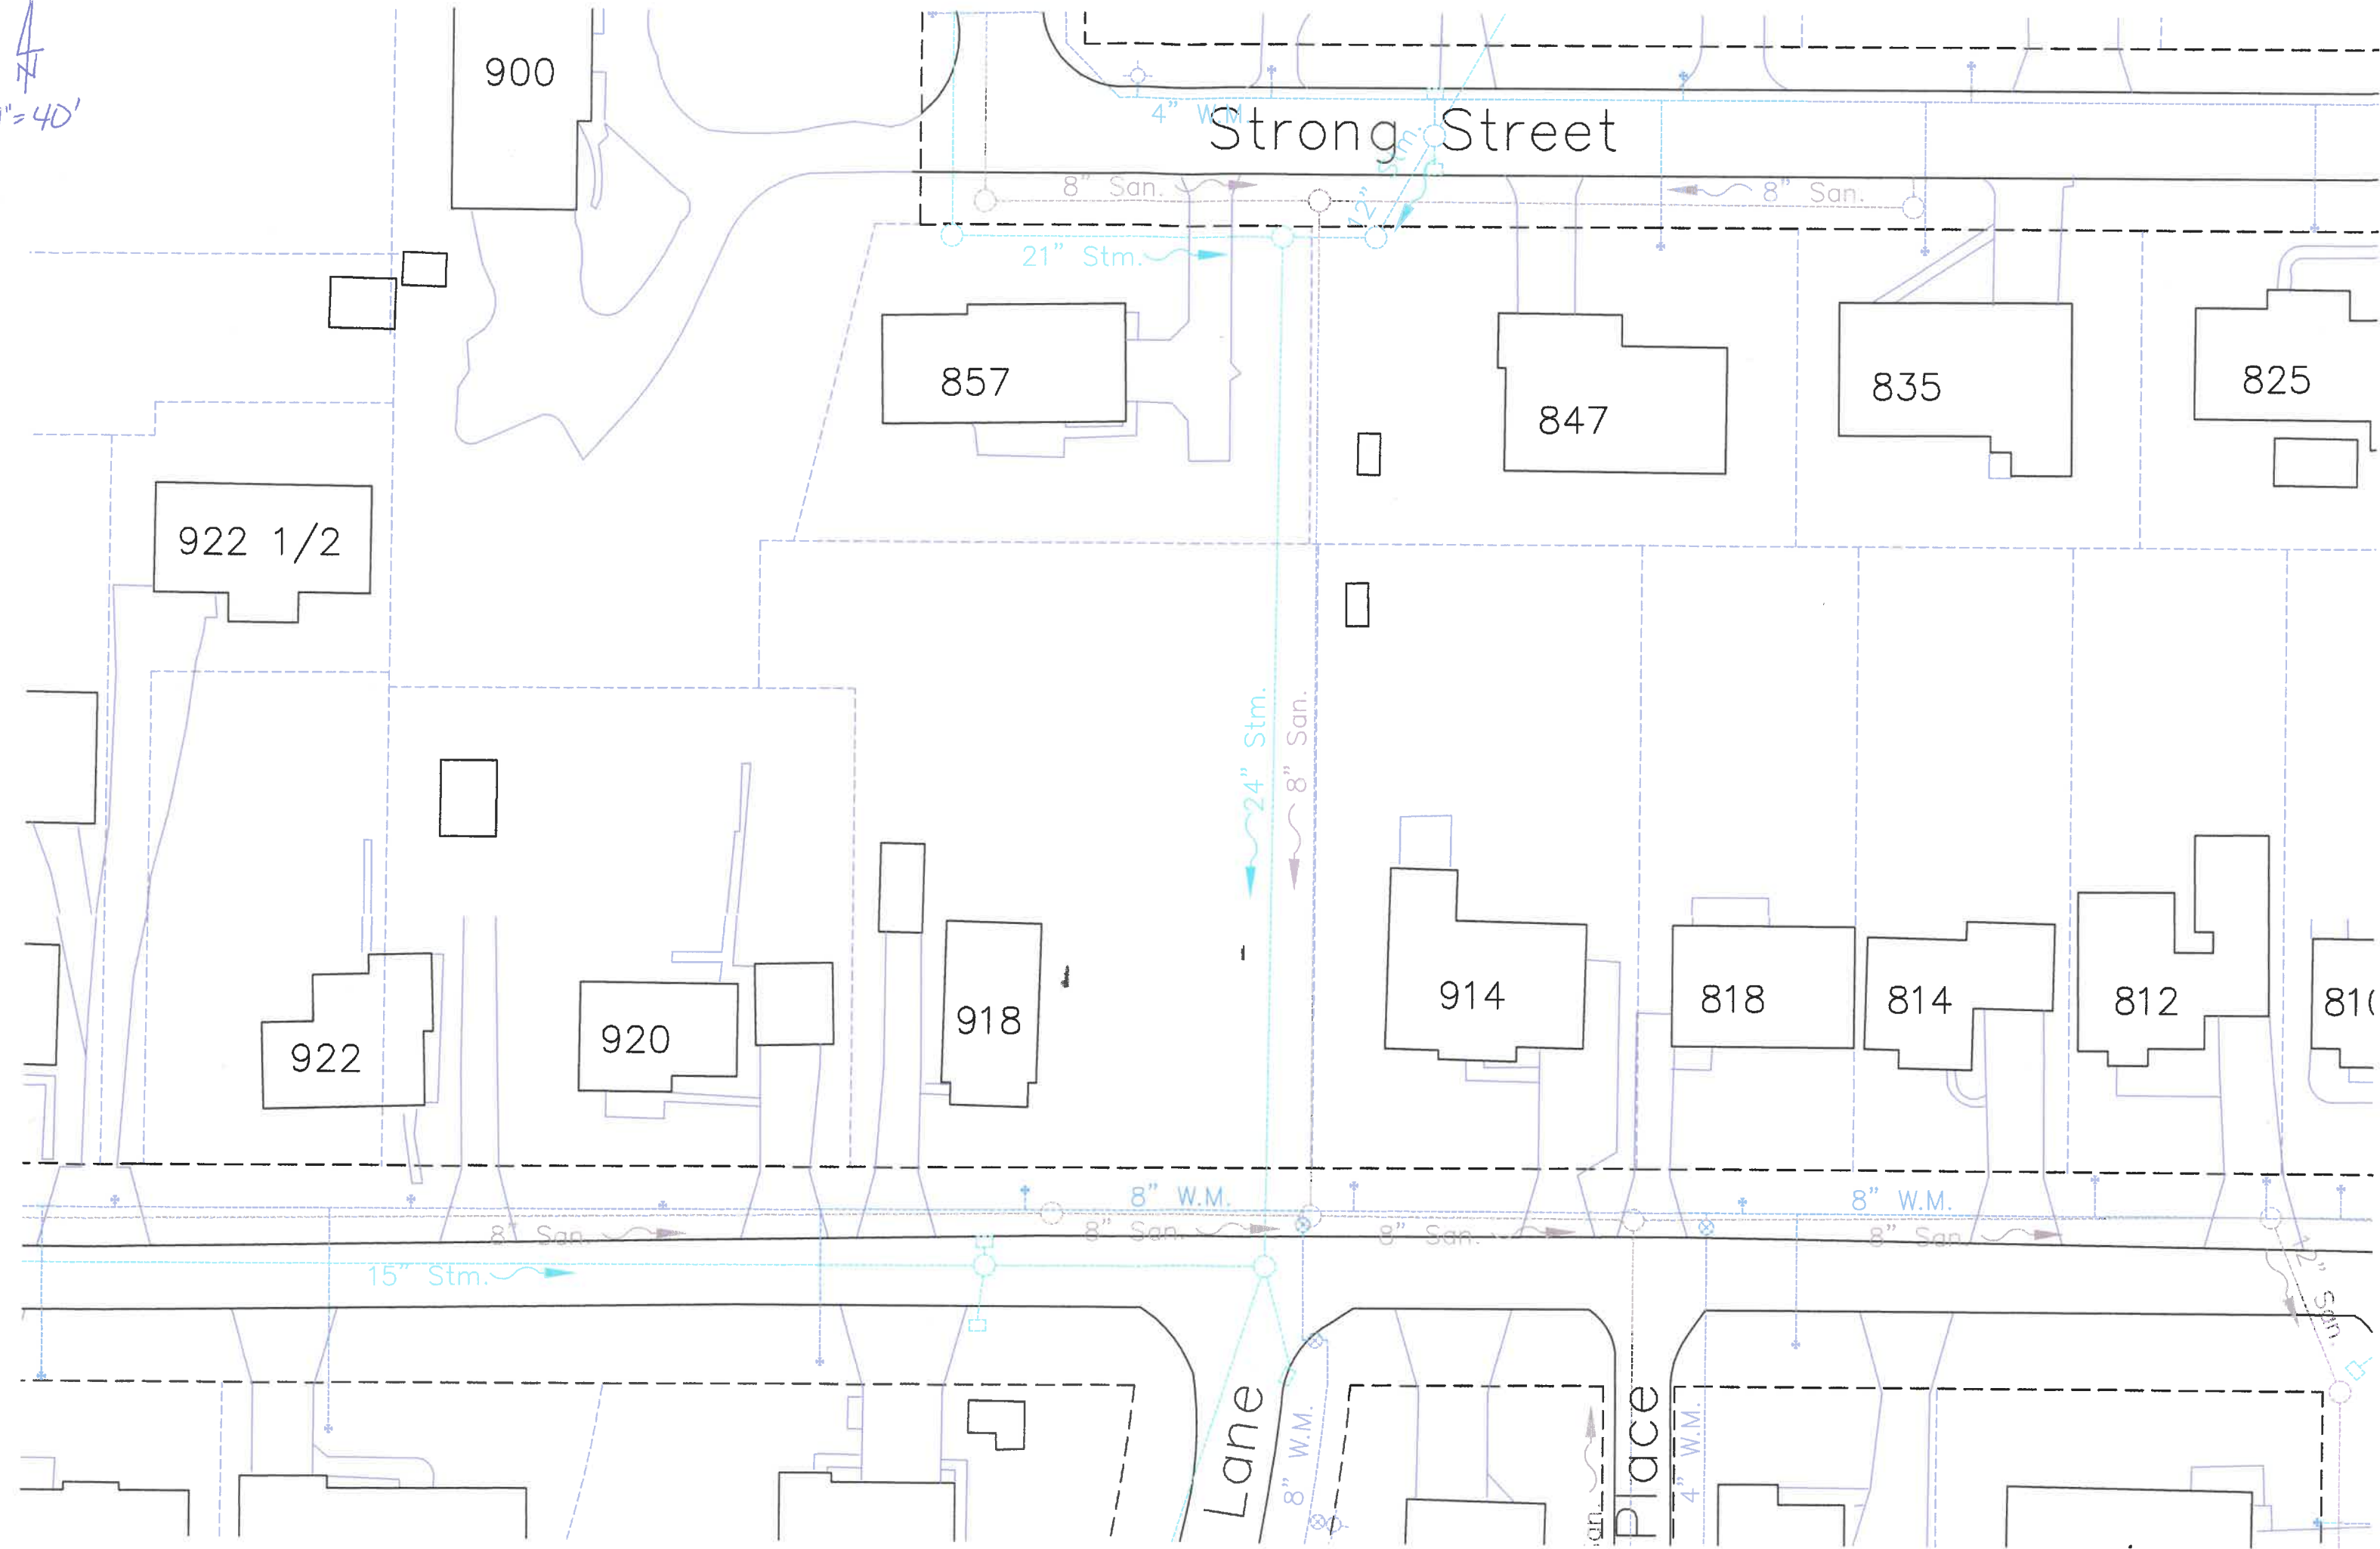 N
1"=40'
900
4" W.M.
Strong Street
8" San.
8" San.
12" Stm.
21" Stm.
857
847
835
825
922 1/2
24" Stm.
8" San.
914
818
814
812
918
920
922
8" W.M.
8" W.M.
8" San.
8" San.
8" San.
8" San
15" Stm.
12" San.
Lane
8" W.M.
Place
4" W.M.